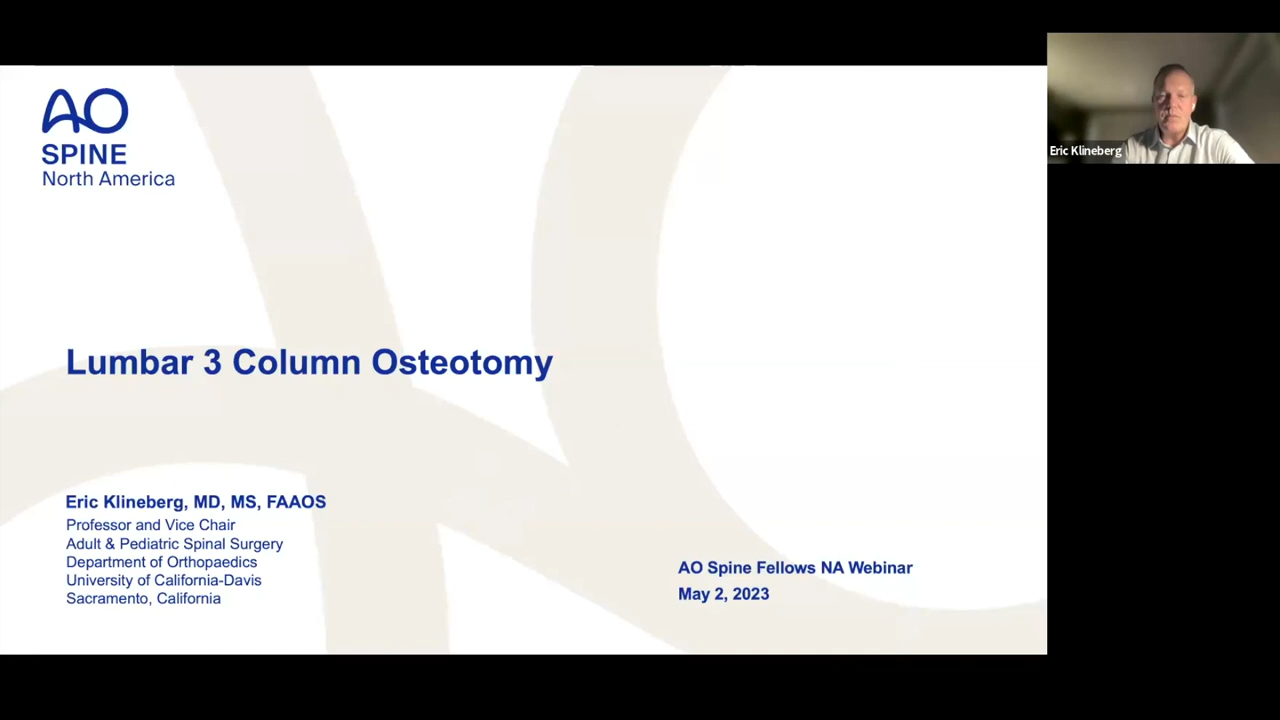 AO
SPINE
North America
Eric Klineberg
Lumbar 3 Column Osteotomy
Eric Klineberg, MD, MS, FAAOS
Professor and Vice Chair
Adult & Pediatric Spinal Surgery
Department of Orthopaedics
University of California-Davis
Sacramento, California
AO Spine Fellows NA Webinar
May 2, 2023